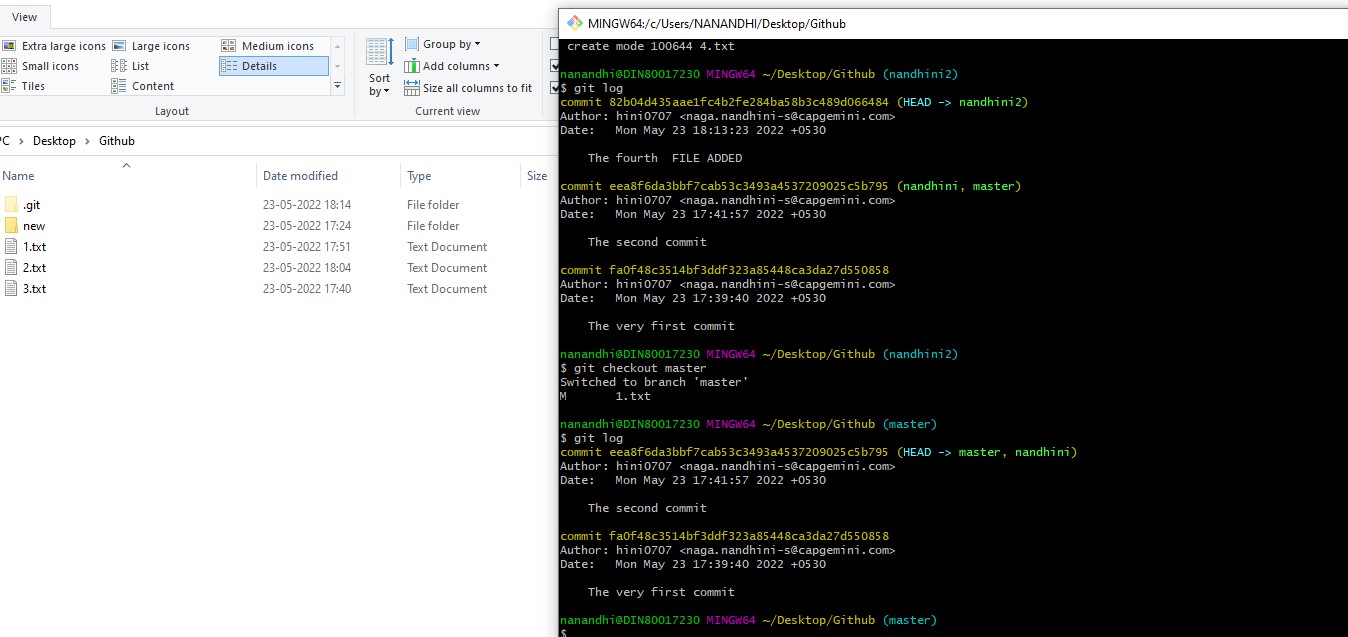 View
Extra large icons Large icons Medium icons
Small icons List Details
Tiles Content
Layout
Sort by
Group by
Add columns
Size all columns to fit
Current view
PC > Desktop > Github
Name Date modified Type Size
.git 23-05-2022 18:14 File folder
new 23-05-2022 17:24 File folder
1.txt 23-05-2022 17:51 Text Document
2.txt 23-05-2022 18:04 Text Document
3.txt 23-05-2022 17:40 Text Document
MINGW64:/c/Users/NANANDHI/Desktop/Github
create mode 100644 4.txt
nanandhi@DIN80017230 MINGW64 ~/Desktop/Github (nandhini2)
$ git log
commit 82b04d435aae1fc4b2fe284ba58b3c489d066484 (HEAD -> nandhini2)
Author: hini0707 <naga.nandhini-s@capgemini.com>
Date:   Mon May 23 18:13:23 2022 +0530
The fourth  FILE ADDED
commit eea8f6da3bbf7cab53c3493a4537209025c5b795 (nandhini, master)
Author: hini0707 <naga.nandhini-s@capgemini.com>
Date:   Mon May 23 17:41:57 2022 +0530
The second commit
commit fa0f48c3514bf3ddf323a85448ca3da27d550858
Author: hini0707 <naga.nandhini-s@capgemini.com>
Date:   Mon May 23 17:39:40 2022 +0530
The very first commit
nanandhi@DIN80017230 MINGW64 ~/Desktop/Github (nandhini2)
$ git checkout master
Switched to branch 'master'
M       1.txt
nanandhi@DIN80017230 MINGW64 ~/Desktop/Github (master)
$ git log
commit eea8f6da3bbf7cab53c3493a4537209025c5b795 (HEAD -> master, nandhini)
Author: hini0707 <naga.nandhini-s@capgemini.com>
Date:   Mon May 23 17:41:57 2022 +0530
The second commit
commit fa0f48c3514bf3ddf323a85448ca3da27d550858
Author: hini0707 <naga.nandhini-s@capgemini.com>
Date:   Mon May 23 17:39:40 2022 +0530
The very first commit
nanandhi@DIN80017230 MINGW64 ~/Desktop/Github (master)
$